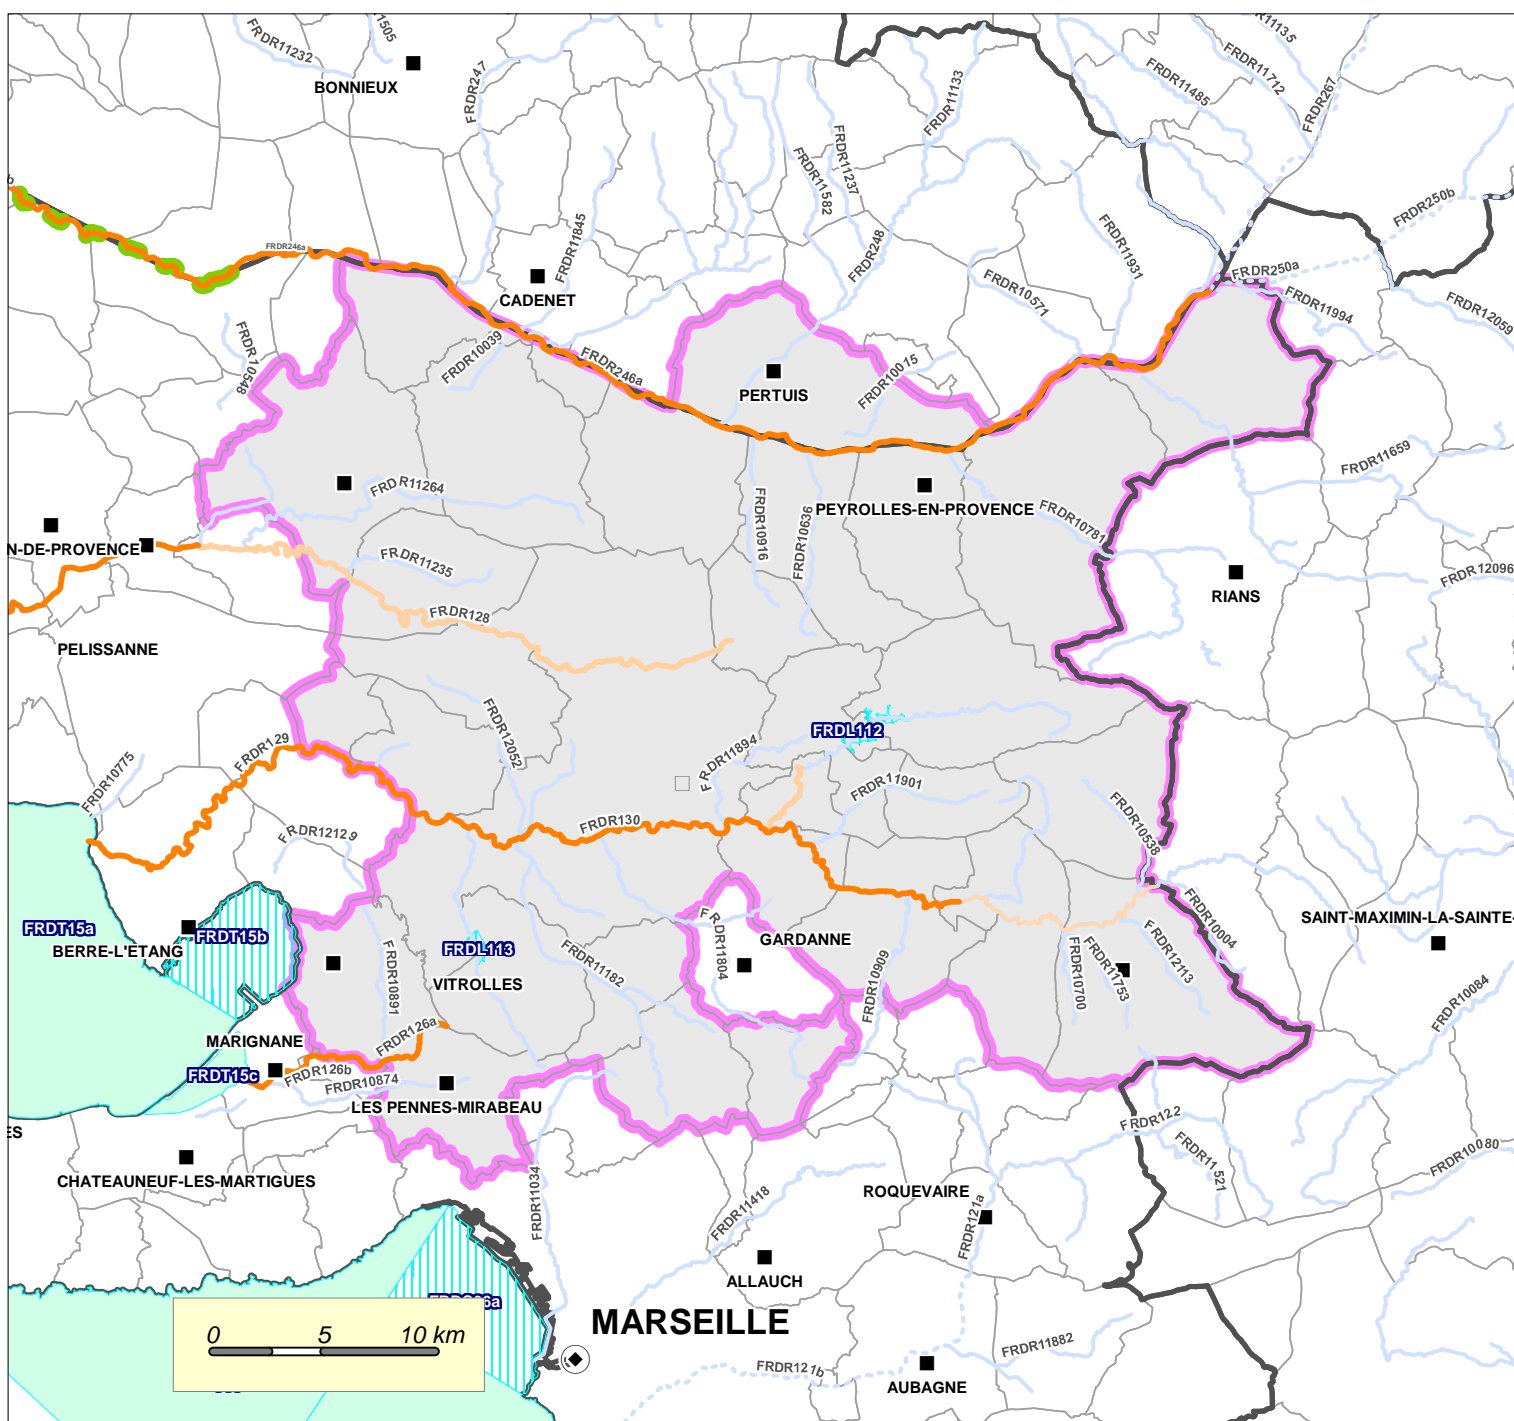 FRDR11232
1505
BONNIEUX
FRDR247
FRDR11133
FRDR1135
FRDR11712
FRDR11485
FRDR267
FRDR11582
FRDR11237
FRDR11845
FRDR248
FRDR11931
FRDR250b
b
FRDR246a
CADENET
FRDR10571
FRDR250a
FRDR11994
FRDR12059
FRDR10548
FRDR10039
FRDR246a
PERTUIS
FRDR10015
FRDR11264
FRDR10916
FRDR10636
PEYROLLES-EN-PROVENCE
FRDR10781
FRDR11659
N-DE-PROVENCE
FRDR11235
FRDR12096
RIANS
FRDR128
PELISSANNE
FRDR12052
FRDL112
FRDR129
FRDR10775
FRDR11894
FRDR11901
FRDR12129
FRDR130
FRDR10538
FRDT15a
FRDT15b
BERRE-L'ETANG
FRDL113
VITROLLES
FRDR10891
FRDR11182
FRDR11804
GARDANNE
FRDR10909
FRDR10700
FRDR11753
FRDR12113
FRDR10004
SAINT-MAXIMIN-LA-SAINTE-
FRDR10084
MARIGNANE
FRDR126a
FRDT15c
FRDR126b
FRDR10874
LES PENNES-MIRABEAU
ES
FRDR122
FRDR11521
FRDR10080
CHATEAUNEUF-LES-MARTIGUES
FRDR11034
FRDR11418
ROQUEVAIRE
FRDR121a
ALLAUCH
6a
0 5 10 km
MARSEILLE
FRDR11882
FRDR121b
AUBAGNE